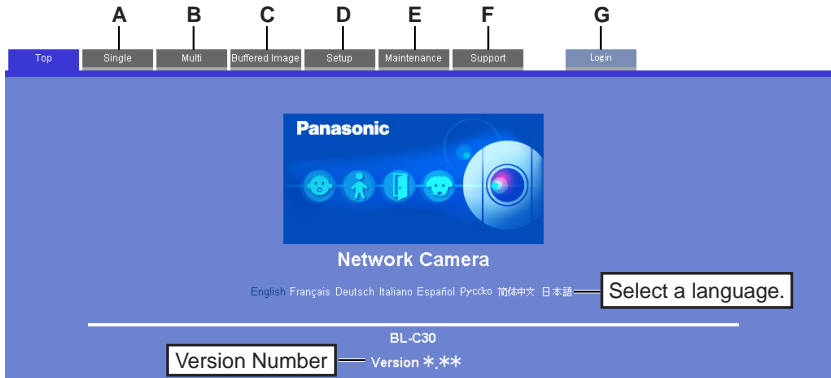 A B C D E F G
Top Single Multi Buffered Image Setup Maintenance Support Login
Panasonic
Network Camera
English Français Deutsch Italiano Español Русско 简体中文 日本語 Select a language.
BL-C30
Version Number Version *.**